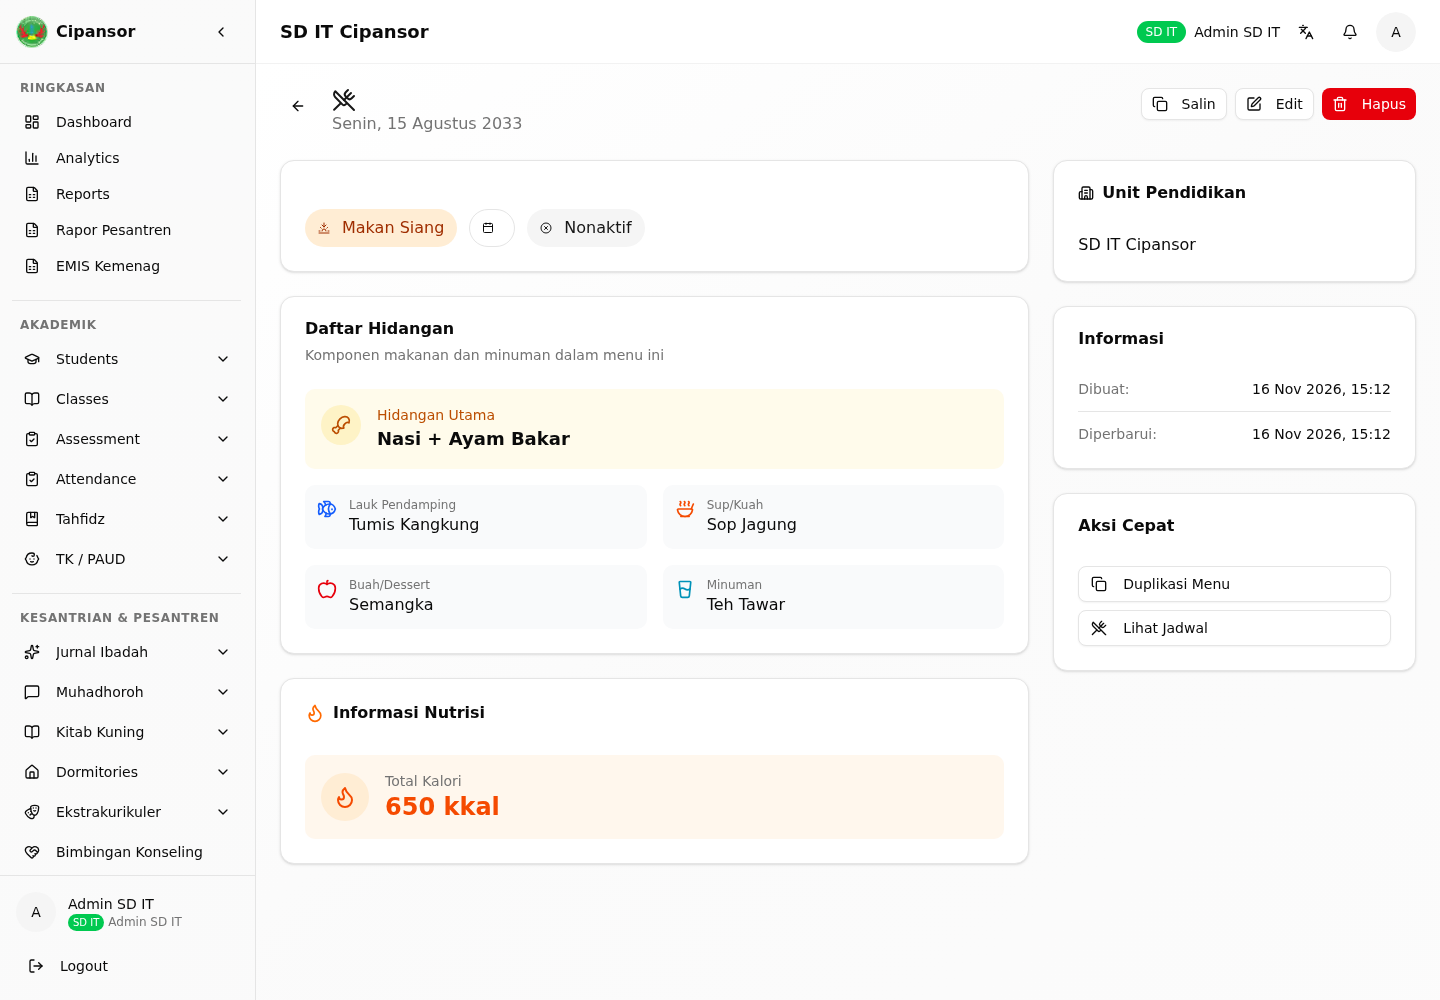 Cipansor
RINGKASAN
Dashboard
Analytics
Reports
Rapor Pesantren
EMIS Kemenag
AKADEMIK
Students
Classes
Assessment
Attendance
Tahfidz
TK / PAUD
KESANTRIAN & PESANTREN
Jurnal Ibadah
Muhadhoroh
Kitab Kuning
Dormitories
Ekstrakurikuler
Bimbingan Konseling
A
Admin SD IT
SD IT Admin SD IT
Logout
SD IT Cipansor
SD IT Admin SD IT
A
Senin, 15 Agustus 2033
Salin
Edit
Hapus
Makan Siang
Nonaktif
Daftar Hidangan
Komponen makanan dan minuman dalam menu ini
Hidangan Utama
Nasi + Ayam Bakar
Lauk Pendamping
Tumis Kangkung
Sup/Kuah
Sop Jagung
Buah/Dessert
Semangka
Minuman
Teh Tawar
Informasi Nutrisi
Total Kalori
650 kkal
Unit Pendidikan
SD IT Cipansor
Informasi
Dibuat: 16 Nov 2026, 15:12
Diperbarui: 16 Nov 2026, 15:12
Aksi Cepat
Duplikasi Menu
Lihat Jadwal